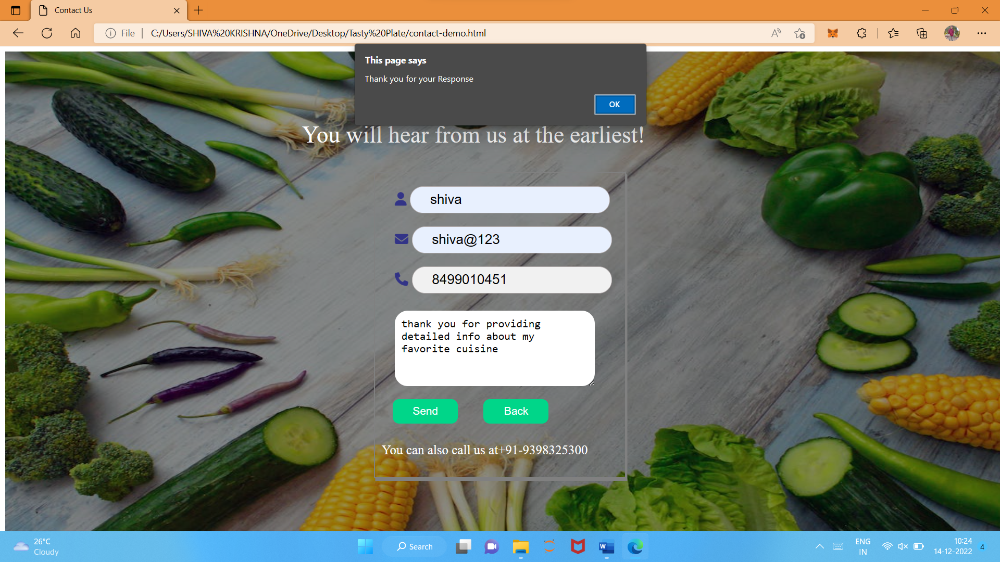 Contact Us
File
C:/Users/SHIVA%20KRISHNA/OneDrive/Desktop/Tasty%20Plate/contact-demo.html
This page says
Thank you for your Response
OK
You will hear from us at the earliest!
shiva
shiva@123
8499010451
thank you for providing
detailed info about my
favorite cuisine
Send
Back
You can also call us at+91-9398325300
26°C
Cloudy
Search
ENG
IN
10:24
14-12-2022
4